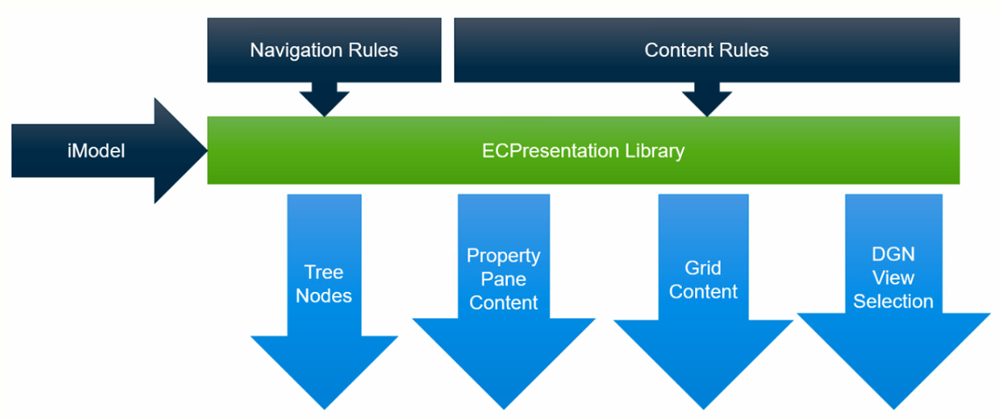 Navigation Rules
Content Rules
iModel
ECPresentation Library
Tree
Nodes
Property
Pane
Content
Grid
Content
DGN
View
Selection